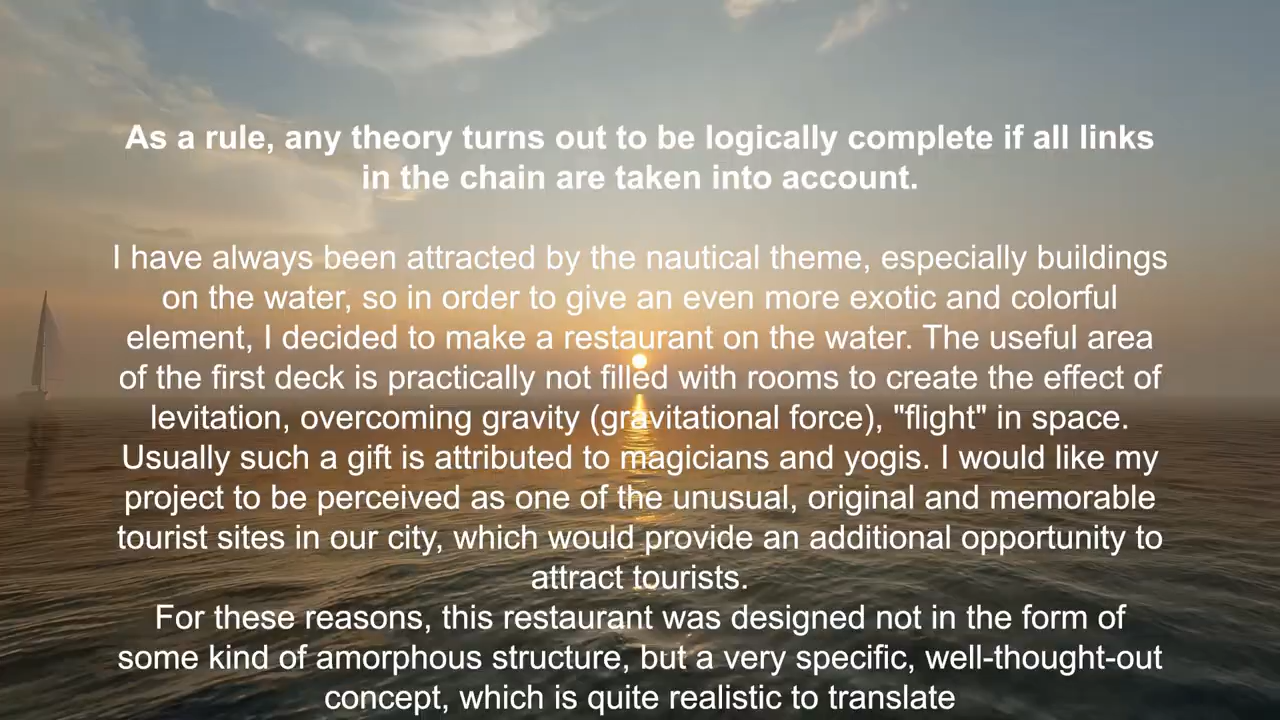 As a rule, any theory turns out to be logically complete if all links
in the chain are taken into account.
I have always been attracted by the nautical theme, especially buildings
on the water, so in order to give an even more exotic and colorful
element, I decided to make a restaurant on the water. The useful area
of the first deck is practically not filled with rooms to create the effect of
levitation, overcoming gravity (gravitational force), "flight" in space.
Usually such a gift is attributed to magicians and yogis. I would like my
project to be perceived as one of the unusual, original and memorable
tourist sites in our city, which would provide an additional opportunity to
attract tourists.
For these reasons, this restaurant was designed not in the form of
some kind of amorphous structure, but a very specific, well-thought-out
concept, which is quite realistic to translate